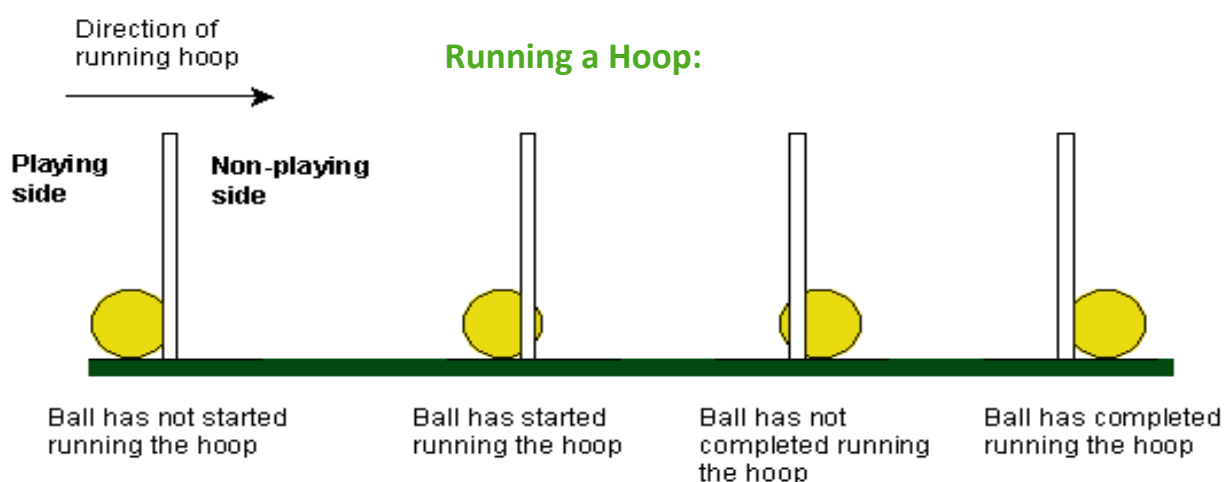 Direction of
running hoop
Running a Hoop:
Playing
side
Non-playing
side
Ball has not started
running the hoop
Ball has started
running the hoop
Ball has not
completed running
the hoop
Ball has completed
running the hoop